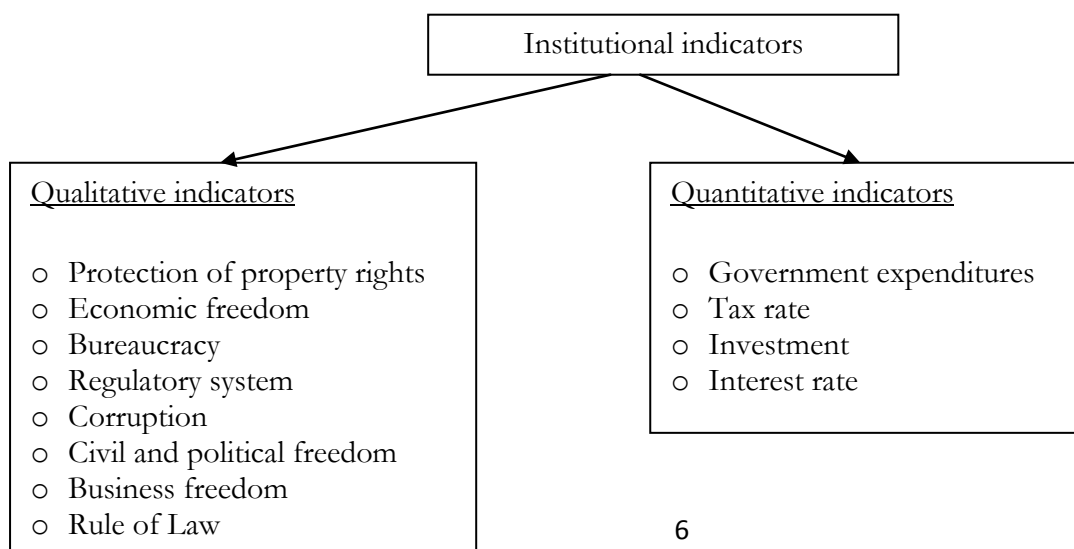 Institutional indicators
Qualitative indicators
o Protection of property rights
o Economic freedom
o Bureaucracy
o Regulatory system
o Corruption
o Civil and political freedom
o Business freedom
o Rule of Law
Quantitative indicators
o Government expenditures
o Tax rate
o Investment
o Interest rate
6